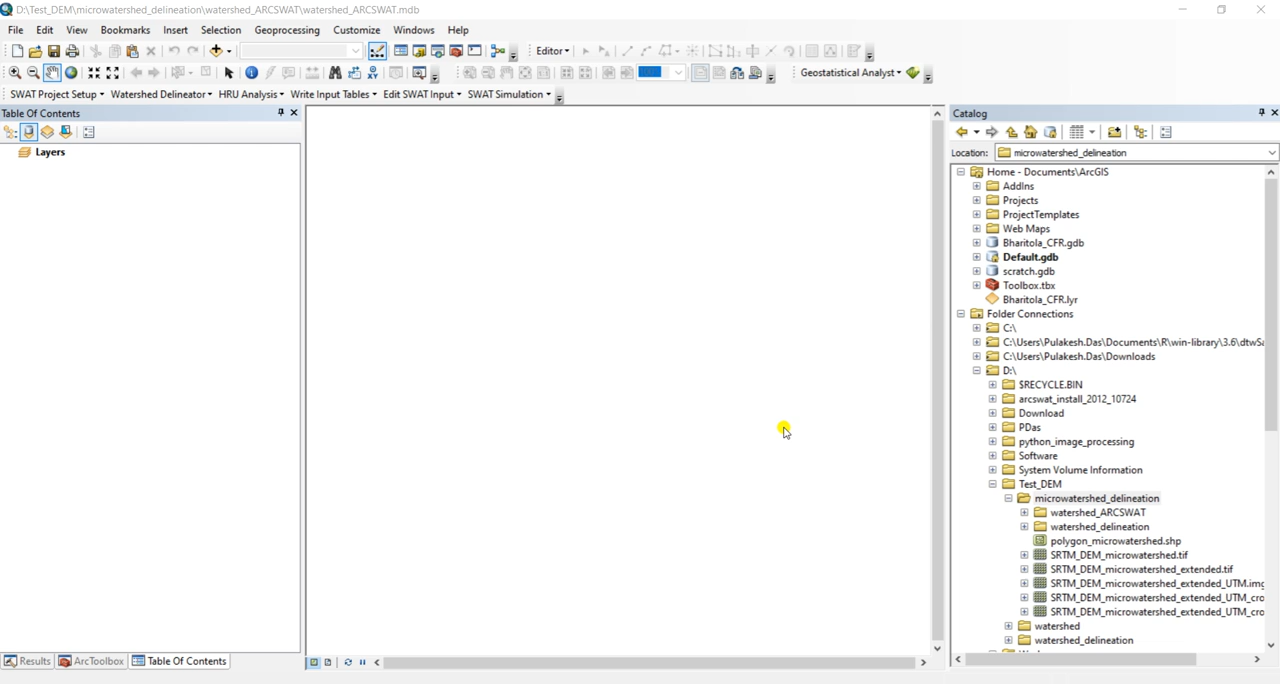 D:\Test_DEM\microwatershed_delineation\watershed_ARCSWAT\watershed_ARCSWAT.mdb
File Edit View Bookmarks Insert Selection Geoprocessing Customize Windows Help
Editor
Geostatistical Analyst
SWAT Project Setup Watershed Delineator HRU Analysis Write Input Tables Edit SWAT Input SWAT Simulation
Table Of Contents
Layers
Catalog
Location: microwatershed_delineation
Home - Documents\ArcGIS
AddIns
Projects
ProjectTemplates
Web Maps
Bharitola_CFR.gdb
Default.gdb
scratch.gdb
Toolbox.tbx
Bharitola_CFR.lyr
Folder Connections
C:\
C:\Users\Pulakesh.Das\Documents\R\win-library\3.6\dtwSa
C:\Users\Pulakesh.Das\Downloads
D:\
$RECYCLE.BIN
arcswat_install_2012_10724
Download
PDas
python_image_processing
Software
System Volume Information
Test_DEM
microwatershed_delineation
watershed_ARCSWAT
watershed_delineation
polygon_microwatershed.shp
SRTM_DEM_microwatershed.tif
SRTM_DEM_microwatershed_extended.tif
SRTM_DEM_microwatershed_extended_UTM.img
SRTM_DEM_microwatershed_extended_UTM_cro
SRTM_DEM_microwatershed_extended_UTM_cro
watershed
watershed_delineation
Results ArcToolbox Table Of Contents